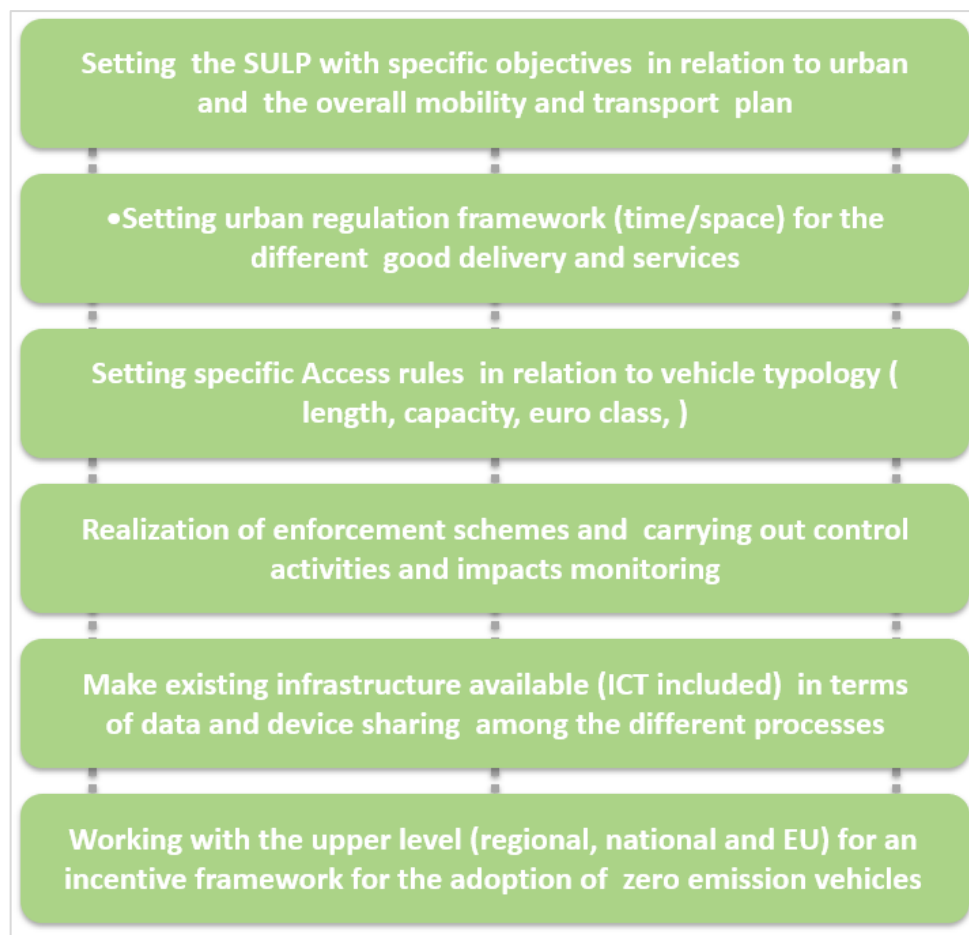 Setting  the SULP with specific objectives  in relation to urban
and  the overall mobility and transport  plan
•Setting urban regulation framework (time/space) for the
different  good delivery and services
Setting specific Access rules  in relation to vehicle typology (
length, capacity, euro class, )
Realization of enforcement schemes and  carrying out control
activities and impacts monitoring
Make existing infrastructure available (ICT included)  in terms
of data and device sharing  among the different processes
Working with the upper level (regional, national and EU) for an
incentive framework for the adoption of  zero emission vehicles